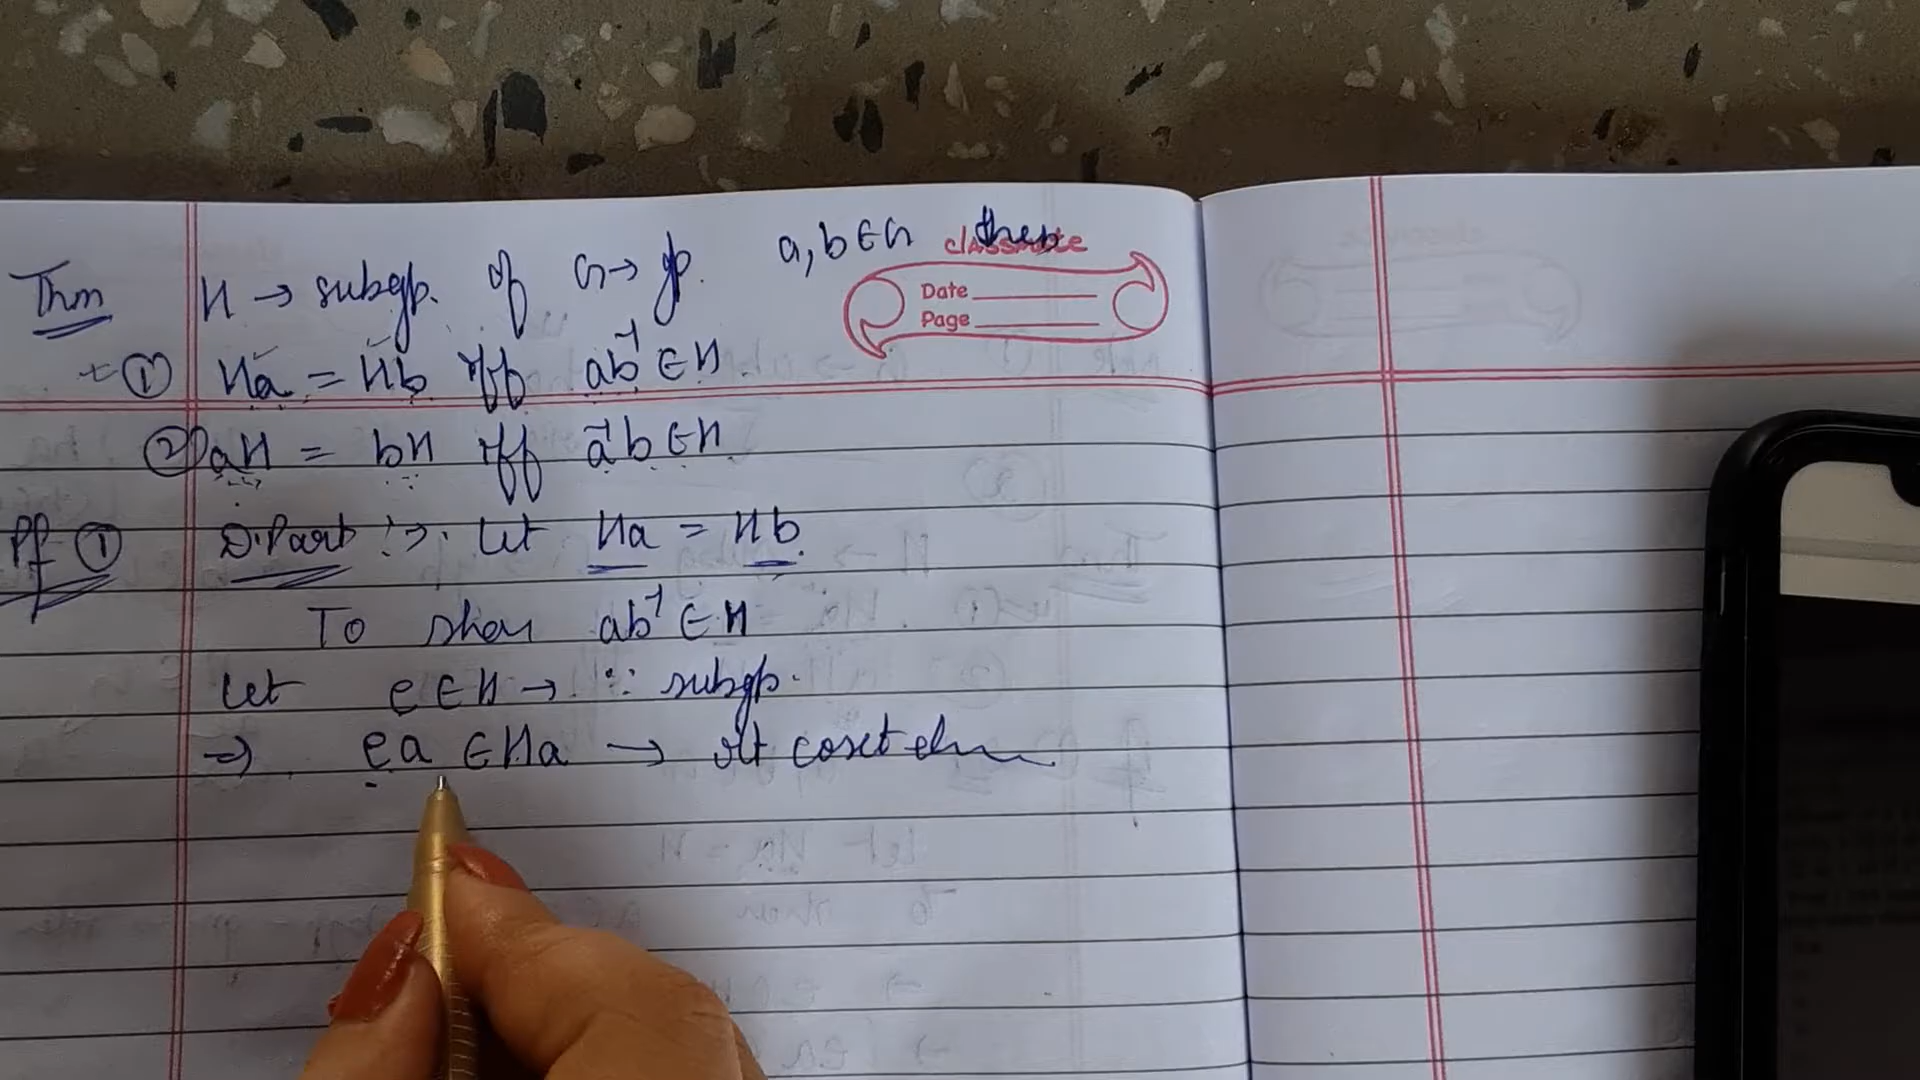 Thm H → subgp. of G → gp. a, b ∈ G then
classmate
Date
Page
① Ha = Hb iff ab⁻¹ ∈ H.
② aH = bH iff a⁻¹b ∈ H
Pf ① D.Part :→. Let Ha = Hb.
To show ab⁻¹ ∈ H
Let e ∈ H → ∵ subgp.
⇒ ea ∈ Ha → rt coset elm